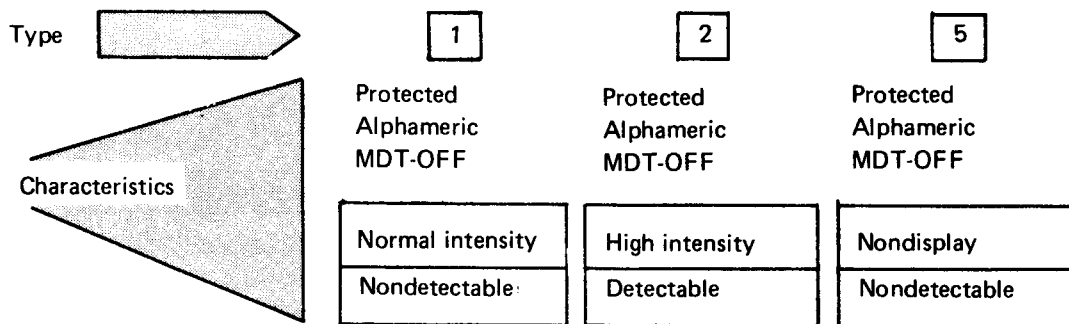 Type 1 2 5
Protected Protected Protected
Alphameric Alphameric Alphameric
MDT-OFF MDT-OFF MDT-OFF
Characteristics
Normal intensity High intensity Nondisplay
Nondetectable Detectable Nondetectable